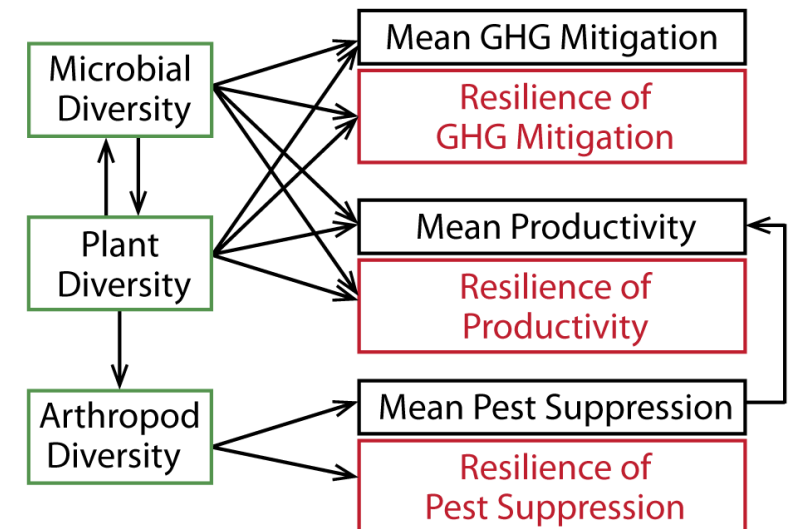 Microbial
Diversity
Plant
Diversity
Arthropod
Diversity
Mean GHG Mitigation
Resilience of
GHG Mitigation
Mean Productivity
Resilience of
Productivity
Mean Pest Suppression
Resilience of
Pest Suppression